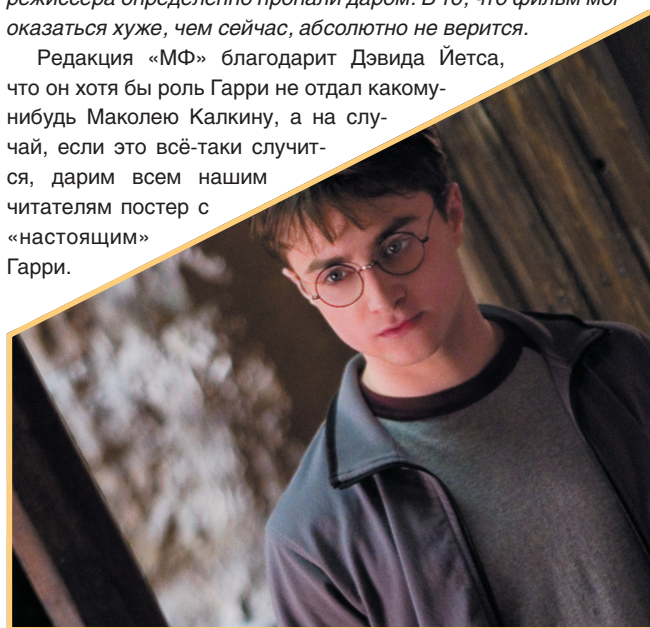 режиссера определенно пропали даром. В то, что фильм мог
оказаться хуже, чем сейчас, абсолютно не верится.
Редакция «МФ» благодарит Дэвида Йетса,
что он хотя бы роль Гарри не отдал какому-
нибудь Маколею Калкину, а на слу-
чай, если это всё-таки случит-
ся, дарим всем нашим
читателям постер с
«настоящим»
Гарри.